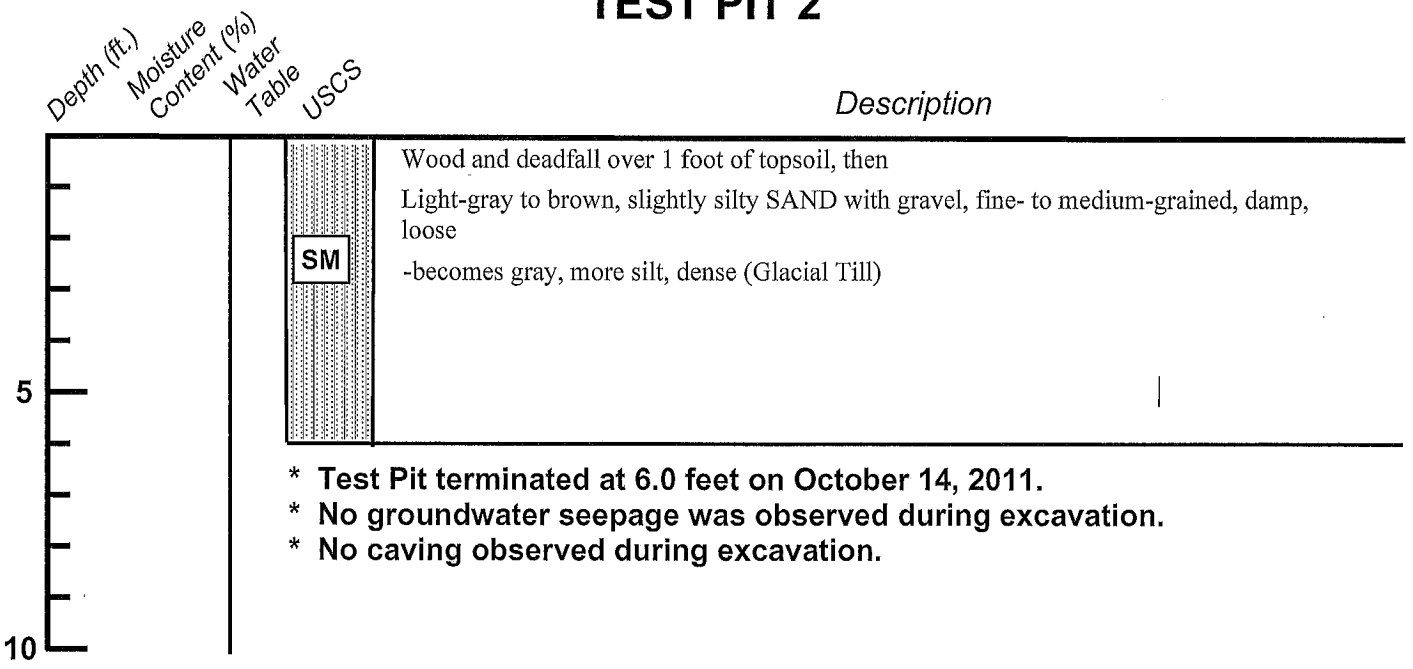 TEST PIT 2
Depth (ft.)
Moisture
Content (%)
Water
Table
USCS
Description
Wood and deadfall over 1 foot of topsoil, then
Light-gray to brown, slightly silty SAND with gravel, fine- to medium-grained, damp,
loose
SM
-becomes gray, more silt, dense (Glacial Till)
5
* Test Pit terminated at 6.0 feet on October 14, 2011.
* No groundwater seepage was observed during excavation.
* No caving observed during excavation.
10